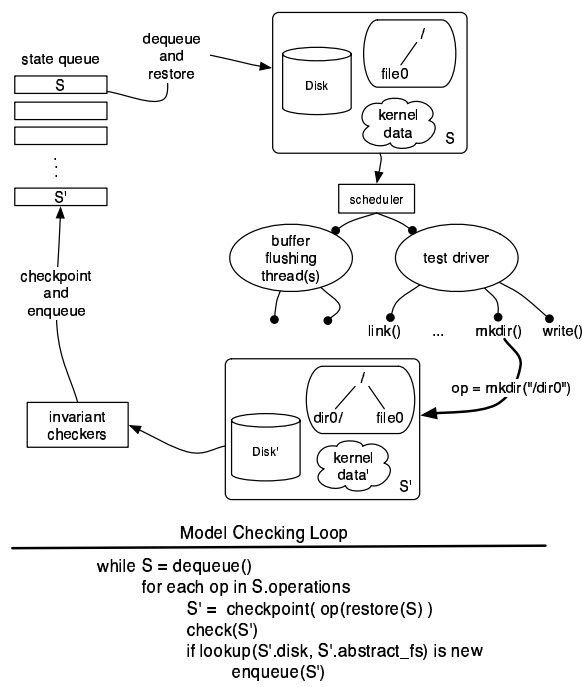 state queue
S
S'
dequeue
and
restore
Disk
/
file0
kernel
data
S
scheduler
buffer
flushing
thread(s)
test driver
link()
...
mkdir()
write()
op = mkdir("/dir0")
checkpoint
and
enqueue
invariant
checkers
Disk'
/
dir0/ file0
kernel
data'
S'
Model Checking Loop
while S = dequeue()
for each op in S.operations
S' = checkpoint( op(restore(S) )
check(S')
if lookup(S'.disk, S'.abstract_fs) is new
enqueue(S')